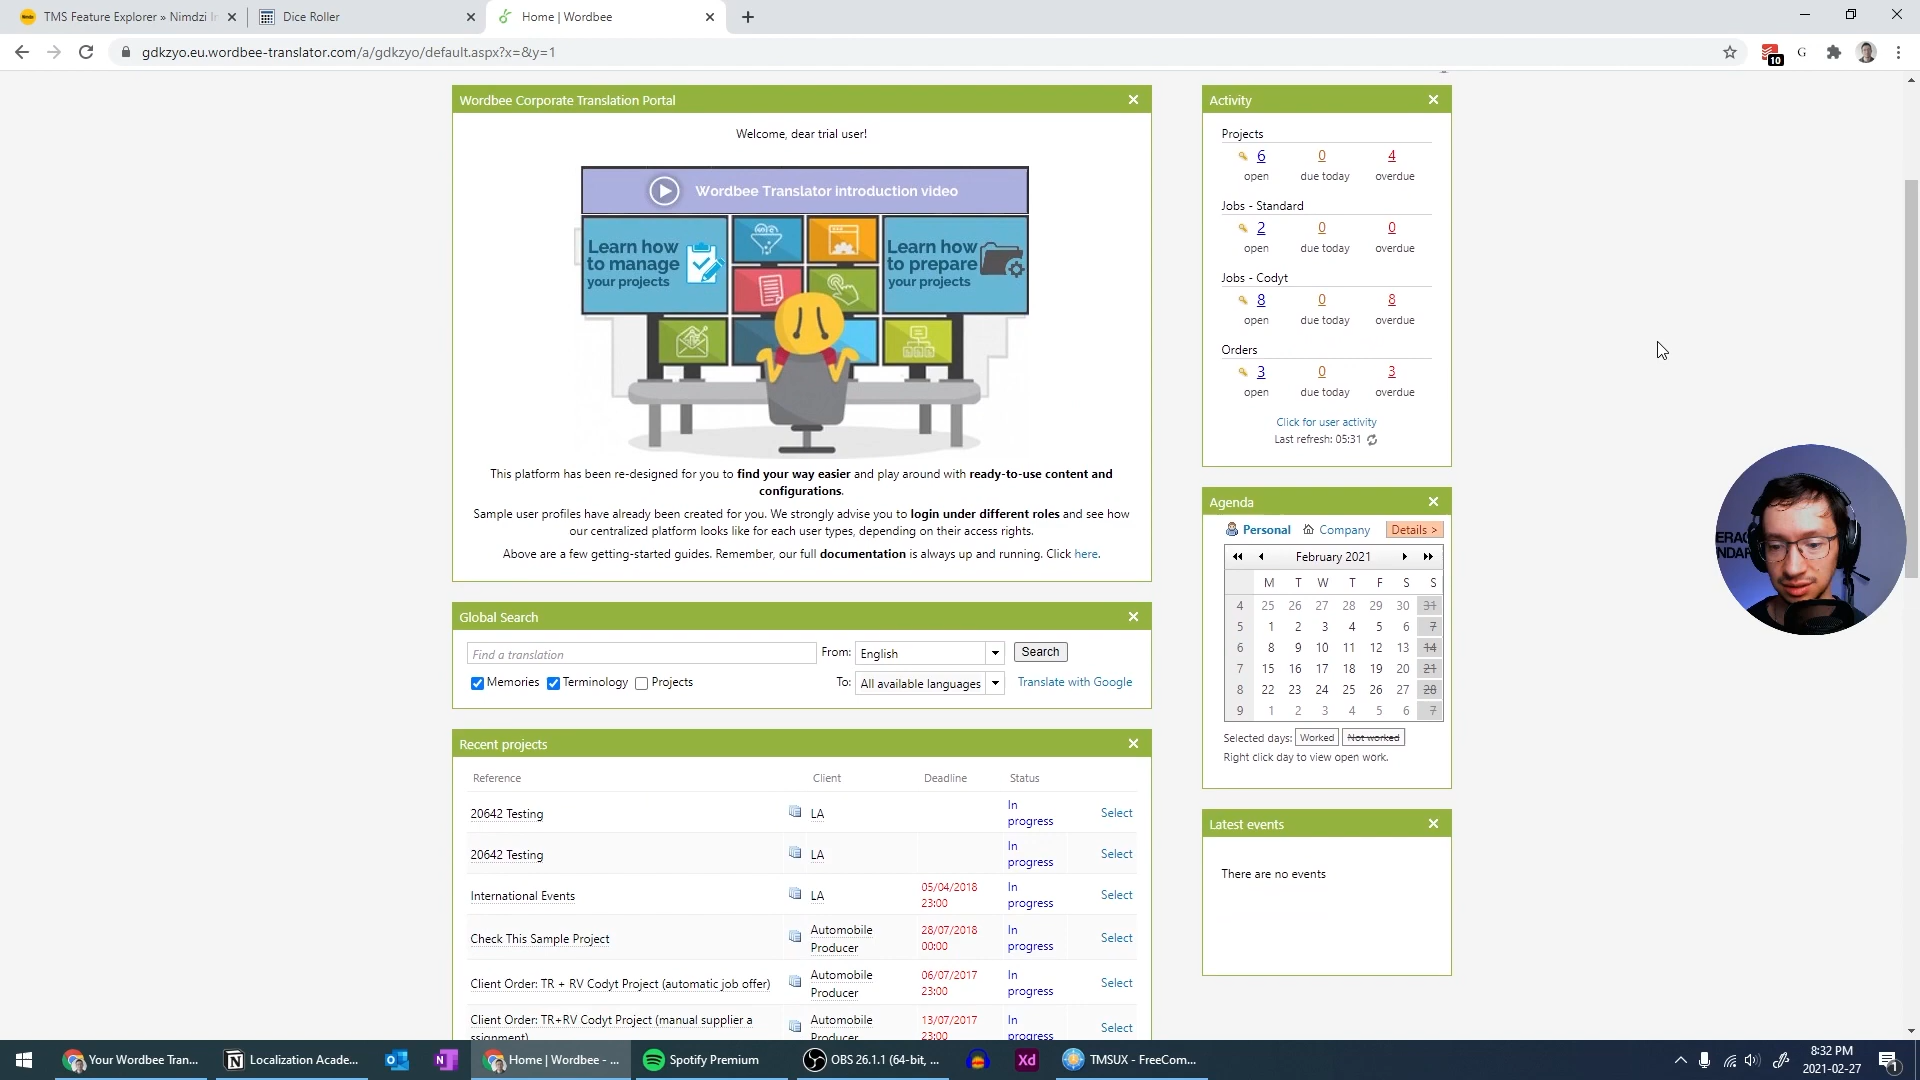 TMS Feature Explorer » Nimdzi In
Dice Roller
Home | Wordbee
gdkzyo.eu.wordbee-translator.com/a/gdkzyo/default.aspx?x=&y=1
10
G
Wordbee Corporate Translation Portal
Welcome, dear trial user!
Wordbee Translator introduction video
Learn how
to manage
your projects
Learn how
to prepare
your projects
This platform has been re-designed for you to find your way easier and play around with ready-to-use content and
configurations.
Sample user profiles have already been created for you. We strongly advise you to login under different roles and see how
our centralized platform looks like for each user types, depending on their access rights.
Above are a few getting-started guides. Remember, our full documentation is always up and running. Click here.
Global Search
Find a translation
From: English
Search
Memories Terminology Projects
To: All available languages
Translate with Google
Recent projects
Reference Client Deadline Status
20642 Testing LA In progress Select
20642 Testing LA In progress Select
International Events LA 05/04/2018 23:00 In progress Select
Check This Sample Project Automobile Producer 28/07/2018 00:00 In progress Select
Client Order: TR + RV Codyt Project (automatic job offer) Automobile Producer 06/07/2017 23:00 In progress Select
Client Order: TR+RV Codyt Project (manual supplier a
ssignment) Automobile Producer 13/07/2017 23:00 In progress Select
Activity
Projects
6 0 4
open due today overdue
Jobs - Standard
2 0 0
open due today overdue
Jobs - Codyt
8 0 8
open due today overdue
Orders
3 0 3
open due today overdue
Click for user activity
Last refresh: 05:31
Agenda
Personal Company Details >
February 2021
M T W T F S S
4 25 26 27 28 29 30 31
5 1 2 3 4 5 6 7
6 8 9 10 11 12 13 14
7 15 16 17 18 19 20 21
8 22 23 24 25 26 27 28
9 1 2 3 4 5 6 7
Selected days: Worked Not worked
Right click day to view open work.
Latest events
There are no events
ERAC
NDAR
Your Wordbee Tran...
Localization Acade...
Home | Wordbee - ...
Spotify Premium
OBS 26.1.1 (64-bit, ...
Xd
TMSUX - FreeCom...
8:32 PM
2021-02-27
1